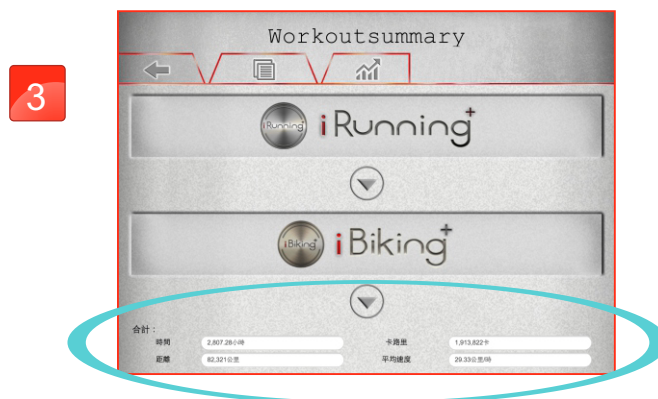 3
Workoutsummary
iRunning+ iRunning+
iBiking+ iBiking+
合計：
時間 2,807.26小時 卡路里 1,913,822卡
距離 82,321公里 平均速度 29.33公里/時